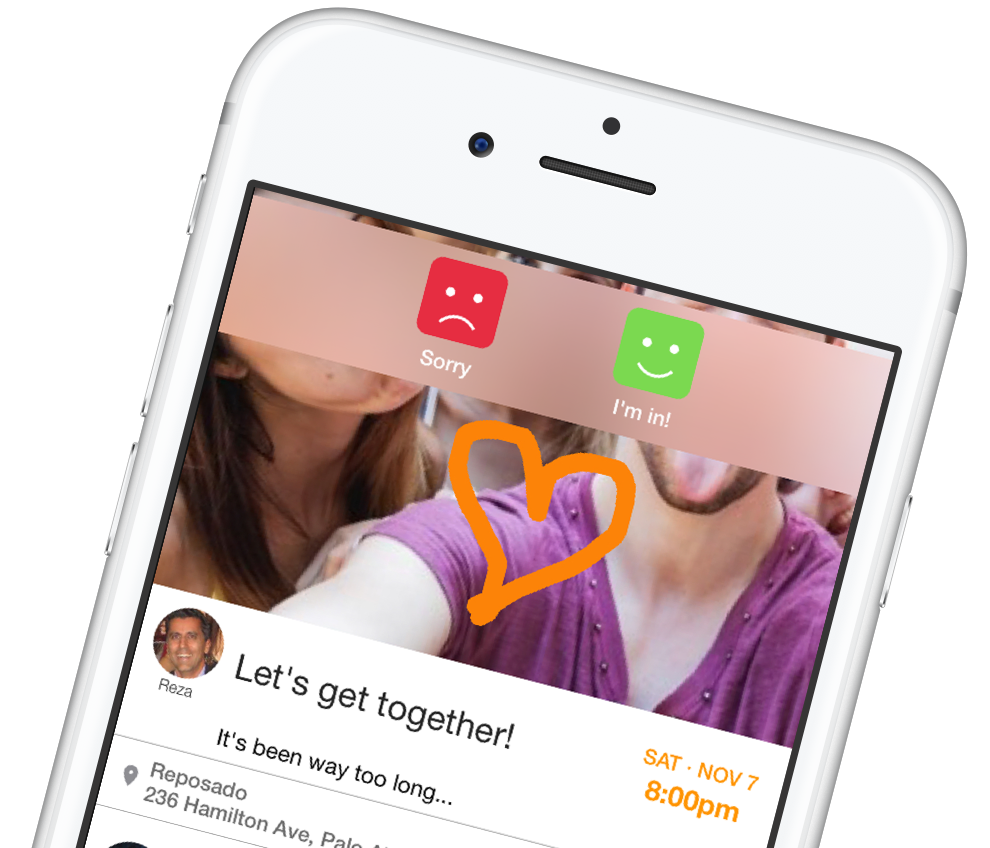 Sorry
I'm in!
Reza
Let's get together!
It's been way too long...
SAT · NOV 7
8:00pm
Reposado
236 Hamilton Ave,